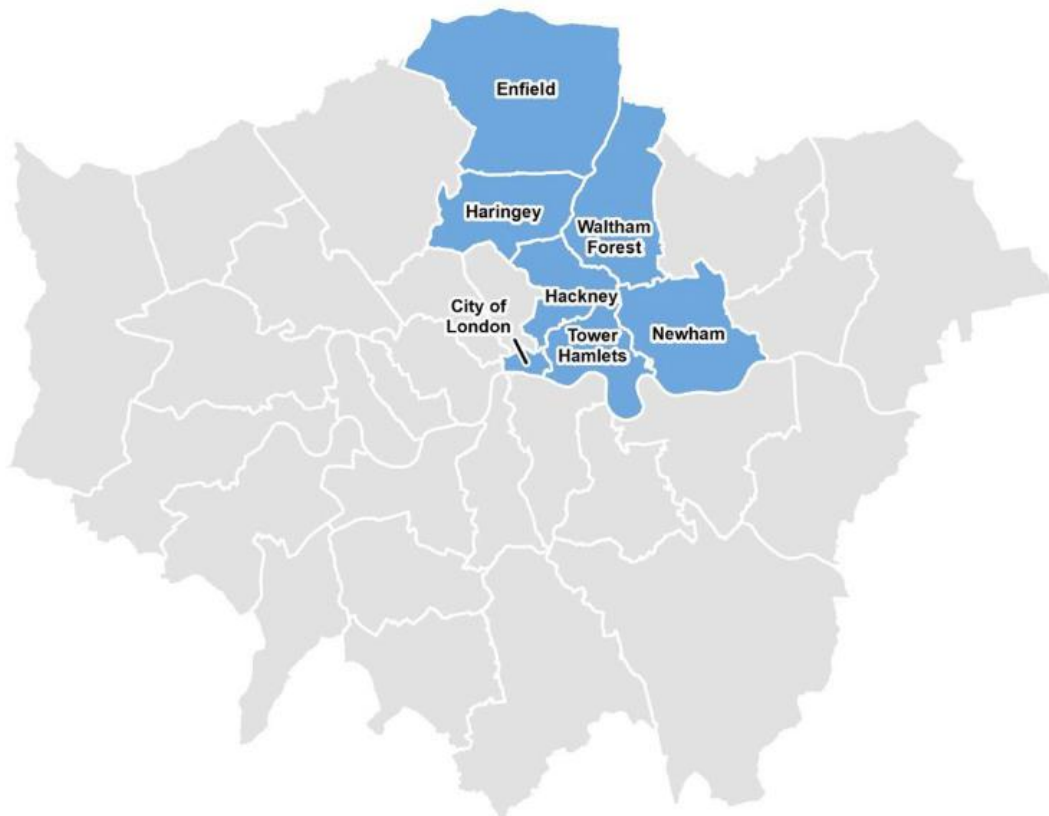 Enfield
Haringey
Waltham
Forest
Hackney
City of
London
Tower
Hamlets
Newham